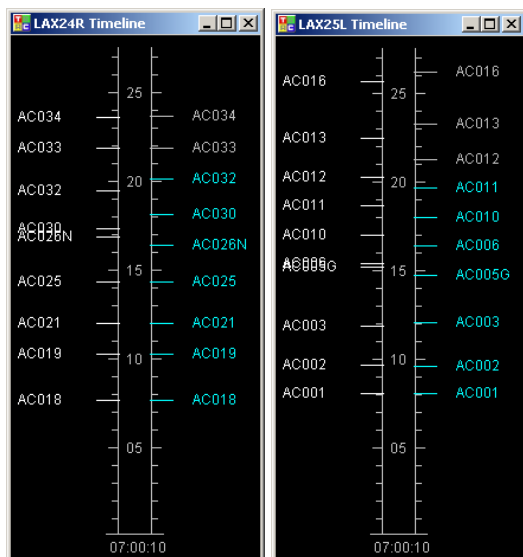 LAX24R Timeline
25
AC034 AC034
AC033 AC033
20
AC032 AC032
AC030 AC030
AC026N AC026N
15
AC025 AC025
AC021 AC021
10
AC019 AC019
AC018 AC018
05
07:00:10
LAX25L Timeline
AC016 AC016
25
AC013 AC013
AC012 AC012
20
AC011 AC011
AC010 AC010
AC006 AC006
15
AC005G AC005G
AC003 AC003
10
AC002 AC002
AC001 AC001
05
07:00:10